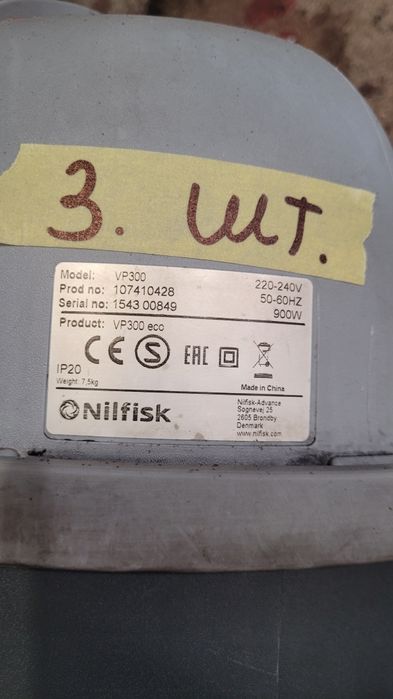 3. шт.
Model: VP300
Prod no: 107410428
Serial no: 1543 00849
220-240V
50-60HZ
900W
Product: VP300 eco
CE S EAC
IP20
Weight: 7,5kg
Made in China
Nilfisk
Nilfisk-Advance
Sognevej 25
2605 Brondby
Denmark
www.nilfisk.com